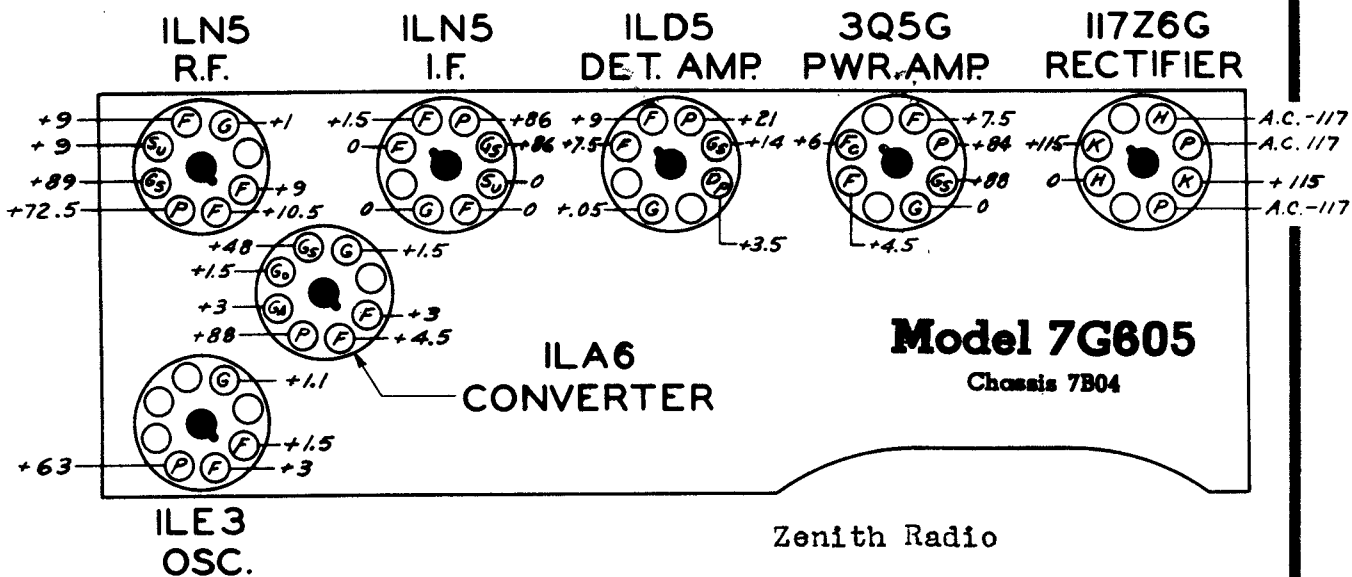 1LN5 1LN5 1LD5 3Q5G 117Z6G
R.F. I.F. DET. AMP. PWR. AMP. RECTIFIER
+9 F G +1 +1.5 F P +86 +9 F P +21 F +7.5 H A.C.-117
+9 SU 0 F GS +86 +7.5 F GS +14 +6 FC P +84 +115 K P A.C. 117
+89 GS F +9 SU 0 DP F GS +88 0 H K +115
+72.5 P F +10.5 0 G F 0 +.05 G G 0 P A.C.-117
+3.5 +4.5
+48 GS G +1.5
+1.5 GO
+3 GA F +3
+88 P F +4.5
Model 7G605
Chassis 7B04
1LA6
CONVERTER
G +1.1
F +1.5
+63 P F +3
1LE3
OSC.
Zenith Radio